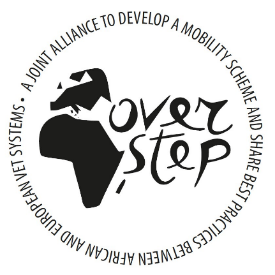 • A JOINT ALLIANCE TO DEVELOP A MOBILITY SCHEME AND SHARE BEST PRACTICES BETWEEN AFRICAN AND EUROPEAN VET SYSTEMS
over
step